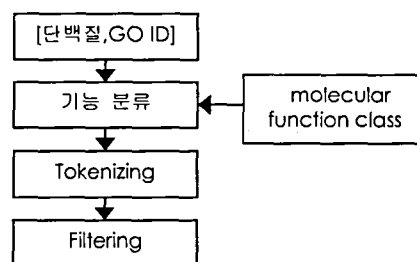 [단백질,GO ID]
기능 분류
molecular
function class
Tokenizing
Filtering